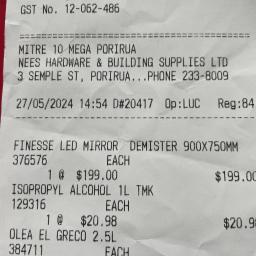 GST No. 12-062-486
MITRE 10 MEGA PORIRUA
NEES HARDWARE & BUILDING SUPPLIES LTD
3 SEMPLE ST, PORIRUA...PHONE 233-8009
27/05/2024 14:54 D#20417 Op:LUC Reg:84
FINESSE LED MIRROR DEMISTER 900X750MM
376576 EACH
1 @ $199.00 $199.00
ISOPROPYL ALCOHOL 1L TMK
129316 EACH
1 @ $20.98 $20.9
OLEA EL GRECO 2.5L
384711 EACH